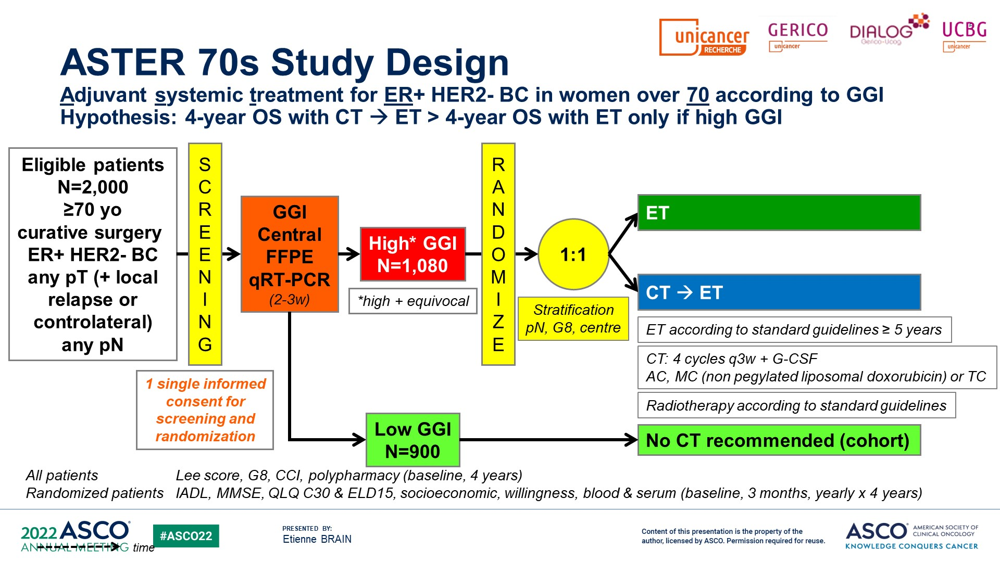 unicancer
RECHERCHE
GERICO
unicancer
DIALOG
Gerico-Ucog
UCBG
unicancer
ASTER 70s Study Design
Adjuvant systemic treatment for ER+ HER2- BC in women over 70 according to GGI
Hypothesis: 4-year OS with CT → ET > 4-year OS with ET only if high GGI
Eligible patients
N=2,000
≥70 yo
curative surgery
ER+ HER2- BC
any pT (+ local
relapse or
controlateral)
any pN
SCREENING
1 single informed
consent for
screening and
randomization
GGI
Central
FFPE
qRT-PCR
(2-3w)
High* GGI
N=1,080
*high + equivocal
RANDOMIZE
1:1
Stratification
pN, G8, centre
ET
CT → ET
ET according to standard guidelines ≥ 5 years
CT: 4 cycles q3w + G-CSF
AC, MC (non pegylated liposomal doxorubicin) or TC
Radiotherapy according to standard guidelines
Low GGI
N=900
No CT recommended (cohort)
All patients Lee score, G8, CCI, polypharmacy (baseline, 4 years)
Randomized patients IADL, MMSE, QLQ C30 & ELD15, socioeconomic, willingness, blood & serum (baseline, 3 months, yearly x 4 years)
2022 ASCO®
ANNUAL MEETING
time
#ASCO22
PRESENTED BY:
Etienne BRAIN
Content of this presentation is the property of the
author, licensed by ASCO. Permission required for reuse.
ASCO®
AMERICAN SOCIETY OF
CLINICAL ONCOLOGY
KNOWLEDGE CONQUERS CANCER